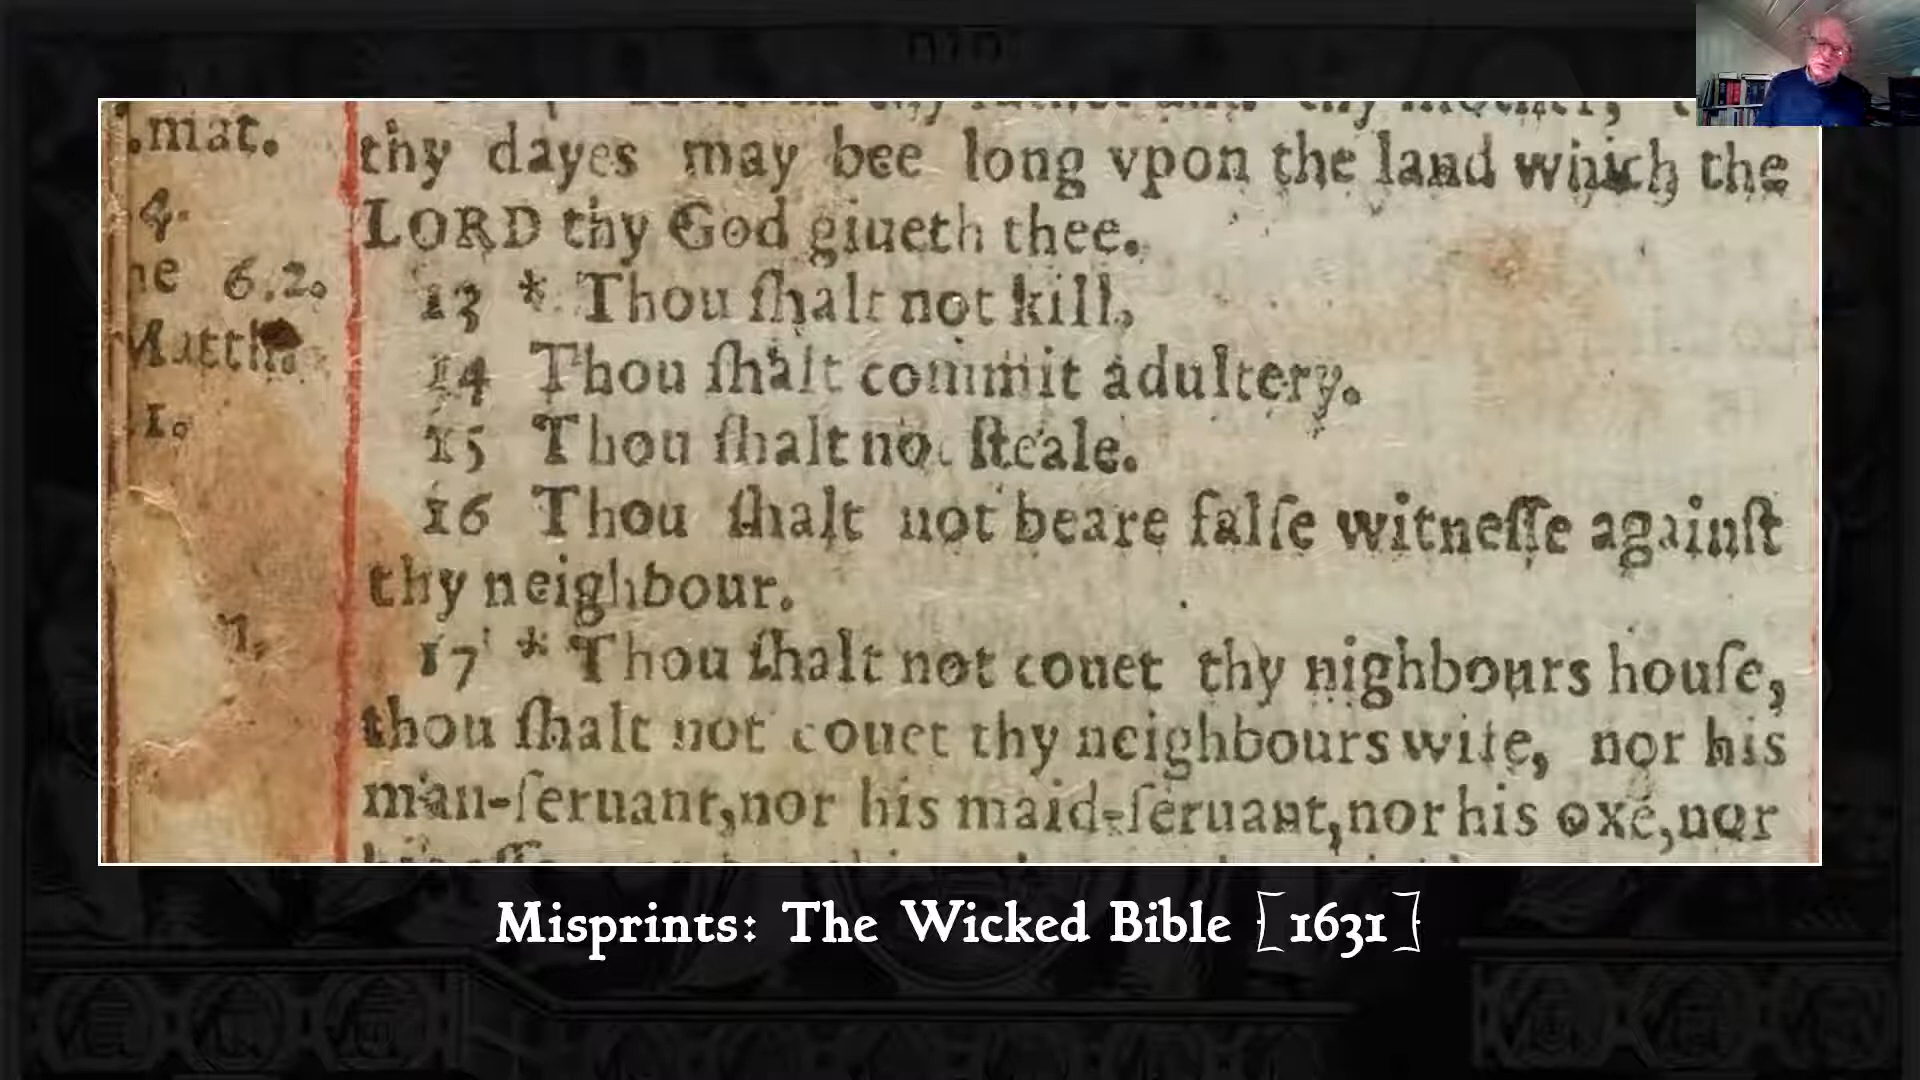 .mat.
4.
ne 6.2.
Matth.
1.
thy dayes may bee long vpon the land which the
LORD thy God giueth thee.
13 * Thou ſhalt not kill.
14 Thou ſhalt commit adultery.
15 Thou ſhalt not ſteale.
16 Thou ſhalt not beare falſe witneſſe againſt
thy neighbour.
17 * Thou ſhalt not couet thy nighbours houſe,
thou ſhalt not couet thy neighbours wife, nor his
man-ſeruant,nor his maid-ſeruant,nor his oxe,nor
Misprints: The Wicked Bible [1631]